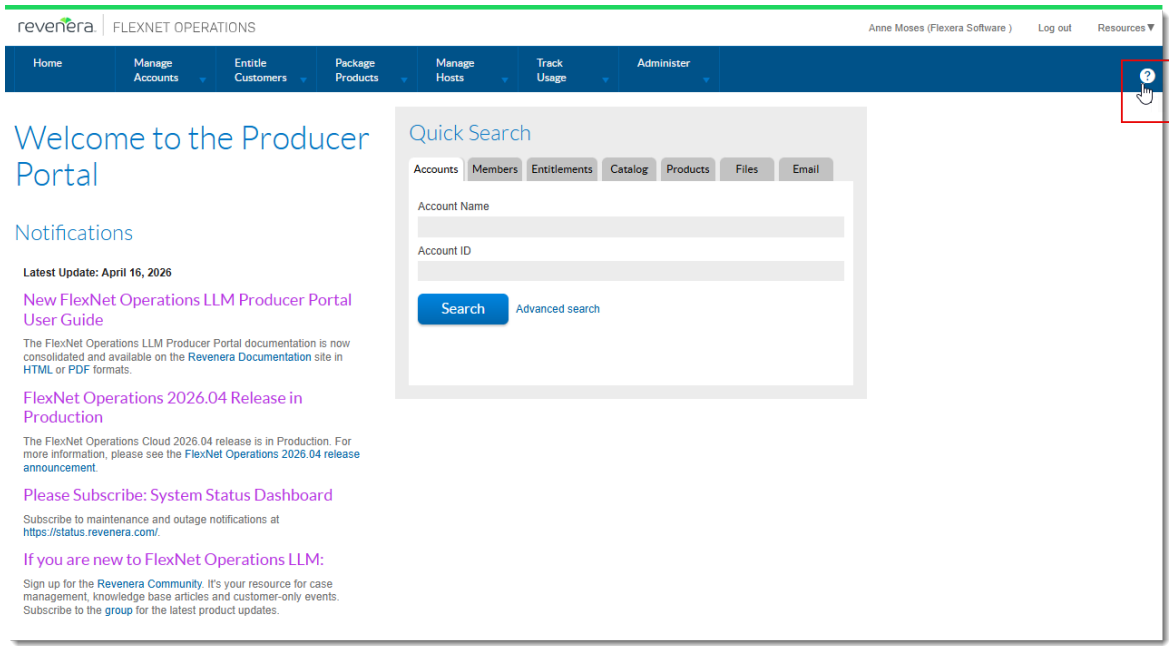 revenera. FLEXNET OPERATIONS
Anne Moses (Flexera Software ) Log out Resources▼
Home
Manage
Accounts
Entitle
Customers
Package
Products
Manage
Hosts
Track
Usage
Administer
?
Welcome to the Producer
Portal
Notifications
Latest Update: April 16, 2026
New FlexNet Operations LLM Producer Portal
User Guide
The FlexNet Operations LLM Producer Portal documentation is now
consolidated and available on the Revenera Documentation site in
HTML or PDF formats.
FlexNet Operations 2026.04 Release in
Production
The FlexNet Operations Cloud 2026.04 release is in Production. For
more information, please see the FlexNet Operations 2026.04 release
announcement.
Please Subscribe: System Status Dashboard
Subscribe to maintenance and outage notifications at
https://status.revenera.com/.
If you are new to FlexNet Operations LLM:
Sign up for the Revenera Community. It's your resource for case
management, knowledge base articles and customer-only events.
Subscribe to the group for the latest product updates.
Quick Search
Accounts Members Entitlements Catalog Products Files Email
Account Name
Account ID
Search Advanced search